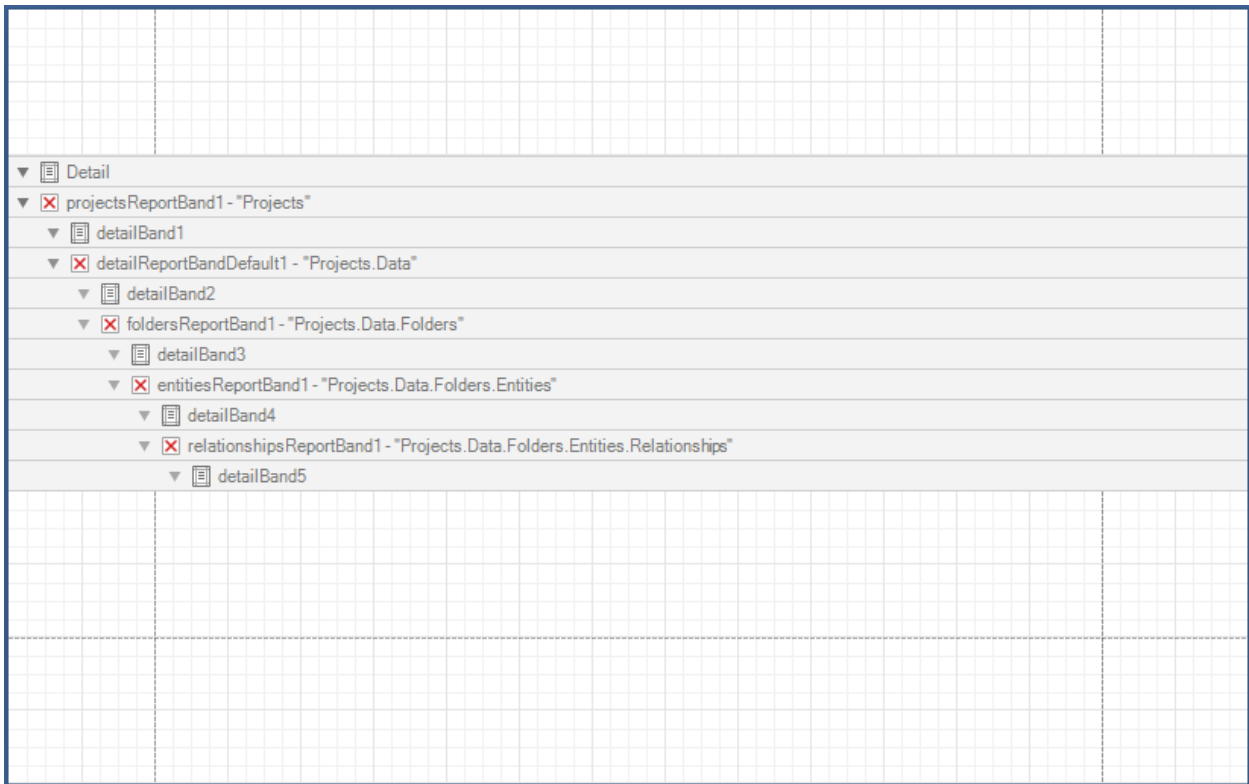 Detail
projectsReportBand1 - "Projects"
detailBand1
detailReportBandDefault1 - "Projects.Data"
detailBand2
foldersReportBand1 - "Projects.Data.Folders"
detailBand3
entitiesReportBand1 - "Projects.Data.Folders.Entities"
detailBand4
relationshipsReportBand1 - "Projects.Data.Folders.Entities.Relationships"
detailBand5